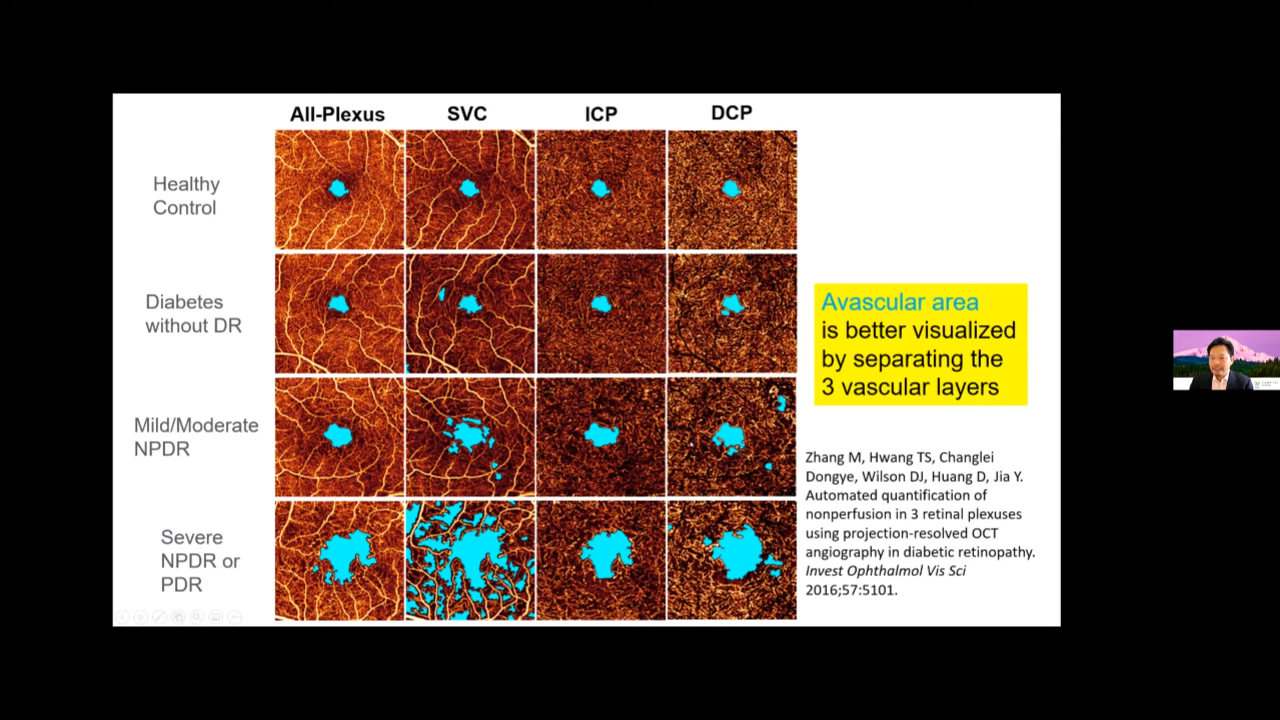 All-Plexus SVC ICP DCP
Healthy
Control
Diabetes
without DR
Mild/Moderate
NPDR
Severe
NPDR or
PDR
Avascular area
is better visualized
by separating the
3 vascular layers
Zhang M, Hwang TS, Changlei
Dongye, Wilson DJ, Huang D, Jia Y.
Automated quantification of
nonperfusion in 3 retinal plexuses
using projection-resolved OCT
angiography in diabetic retinopathy.
Invest Ophthalmol Vis Sci
2016;57:5101.